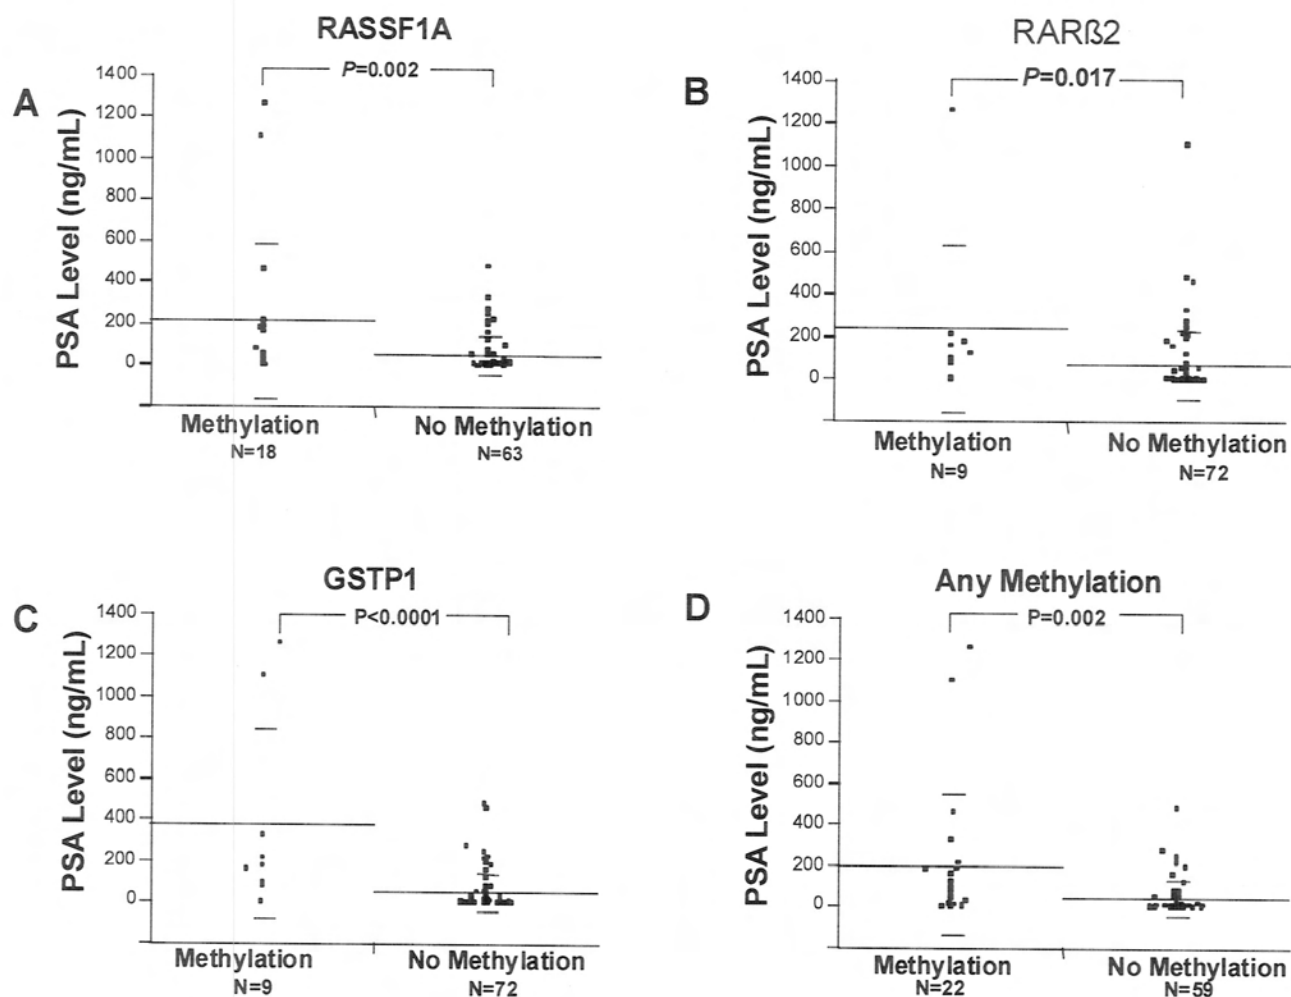 A
RASSF1A
P=0.002
PSA Level (ng/mL)
1400
1200
1000
800
600
400
200
0
Methylation
No Methylation
N=18
N=63
B
RARß2
P=0.017
PSA Level (ng/mL)
1400
1200
1000
800
600
400
200
0
Methylation
No Methylation
N=9
N=72
C
GSTP1
P<0.0001
PSA Level (ng/mL)
1400
1200
1000
800
600
400
200
0
Methylation
No Methylation
N=9
N=72
D
Any Methylation
P=0.002
PSA Level (ng/mL)
1400
1200
1000
800
600
400
200
0
Methylation
No Methylation
N=22
N=59